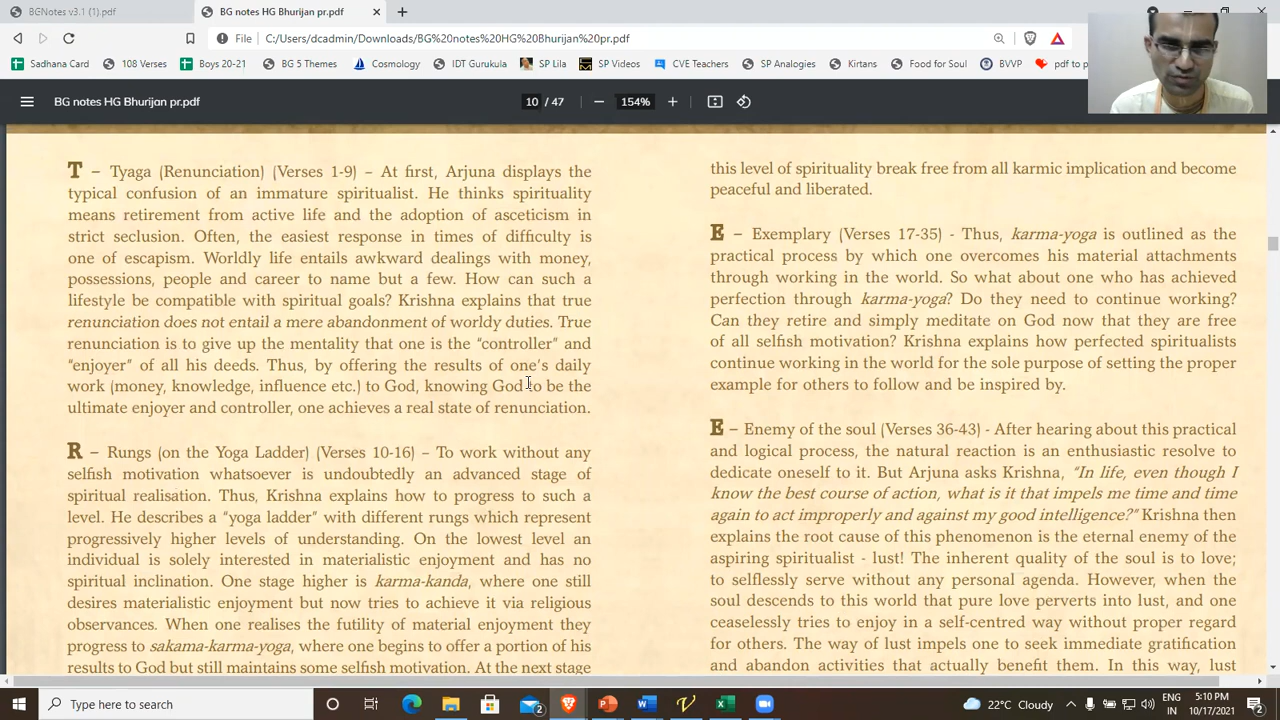 BGNotes v3.1 (1).pdf
BG notes HG Bhurijan pr.pdf
File
C:/Users/dcadmin/Downloads/BG%20notes%20HG%20Bhurijan%20pr.pdf
Sadhana Card
108 Verses
Boys 20-21
BG 5 Themes
Cosmology
IDT Gurukula
SP Lila
SP Videos
CVE Teachers
SP Analogies
Kirtans
Food for Soul
BVVP
pdf to p
BG notes HG Bhurijan pr.pdf
10 / 47
154%
T – Tyaga (Renunciation) (Verses 1-9) – At first, Arjuna displays the
typical confusion of an immature spiritualist. He thinks spirituality
means retirement from active life and the adoption of asceticism in
strict seclusion. Often, the easiest response in times of difficulty is
one of escapism. Worldly life entails awkward dealings with money,
possessions, people and career to name but a few. How can such a
lifestyle be compatible with spiritual goals? Krishna explains that true
renunciation does not entail a mere abandonment of worldy duties. True
renunciation is to give up the mentality that one is the “controller” and
“enjoyer” of all his deeds. Thus, by offering the results of one’s daily
work (money, knowledge, influence etc.) to God, knowing God to be the
ultimate enjoyer and controller, one achieves a real state of renunciation.
R – Rungs (on the Yoga Ladder) (Verses 10-16) – To work without any
selfish motivation whatsoever is undoubtedly an advanced stage of
spiritual realisation. Thus, Krishna explains how to progress to such a
level. He describes a “yoga ladder” with different rungs which represent
progressively higher levels of understanding. On the lowest level an
individual is solely interested in materialistic enjoyment and has no
spiritual inclination. One stage higher is karma-kanda, where one still
desires materialistic enjoyment but now tries to achieve it via religious
observances. When one realises the futility of material enjoyment they
progress to sakama-karma-yoga, where one begins to offer a portion of his
results to God but still maintains some selfish motivation. At the next stage
this level of spirituality break free from all karmic implication and become
peaceful and liberated.
E – Exemplary (Verses 17-35) - Thus, karma-yoga is outlined as the
practical process by which one overcomes his material attachments
through working in the world. So what about one who has achieved
perfection through karma-yoga? Do they need to continue working?
Can they retire and simply meditate on God now that they are free
of all selfish motivation? Krishna explains how perfected spiritualists
continue working in the world for the sole purpose of setting the proper
example for others to follow and be inspired by.
E – Enemy of the soul (Verses 36-43) - After hearing about this practical
and logical process, the natural reaction is an enthusiastic resolve to
dedicate oneself to it. But Arjuna asks Krishna, “In life, even though I
know the best course of action, what is it that impels me time and time
again to act improperly and against my good intelligence?” Krishna then
explains the root cause of this phenomenon is the eternal enemy of the
aspiring spiritualist - lust! The inherent quality of the soul is to love;
to selflessly serve without any personal agenda. However, when the
soul descends to this world that pure love perverts into lust, and one
ceaselessly tries to enjoy in a self-centred way without proper regard
for others. The way of lust impels one to seek immediate gratification
and abandon activities that actually benefit them. In this way, lust
Type here to search
2
22°C Cloudy
ENG
IN
5:10 PM
10/17/2021
2